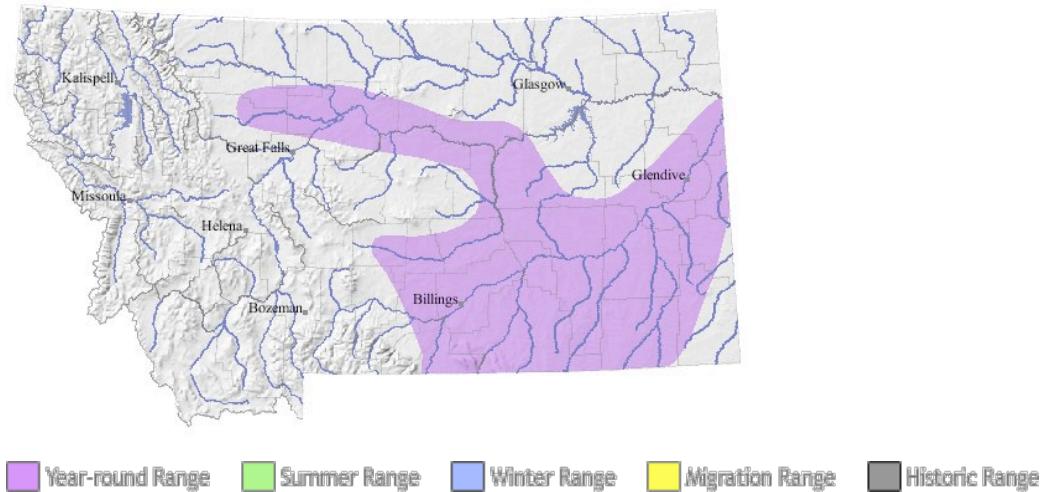 Kalispell
Glasgow
Great Falls
Glendive
Missoula
Helena
Billings
Bozeman
Year-round Range Summer Range Winter Range Migration Range Historic Range